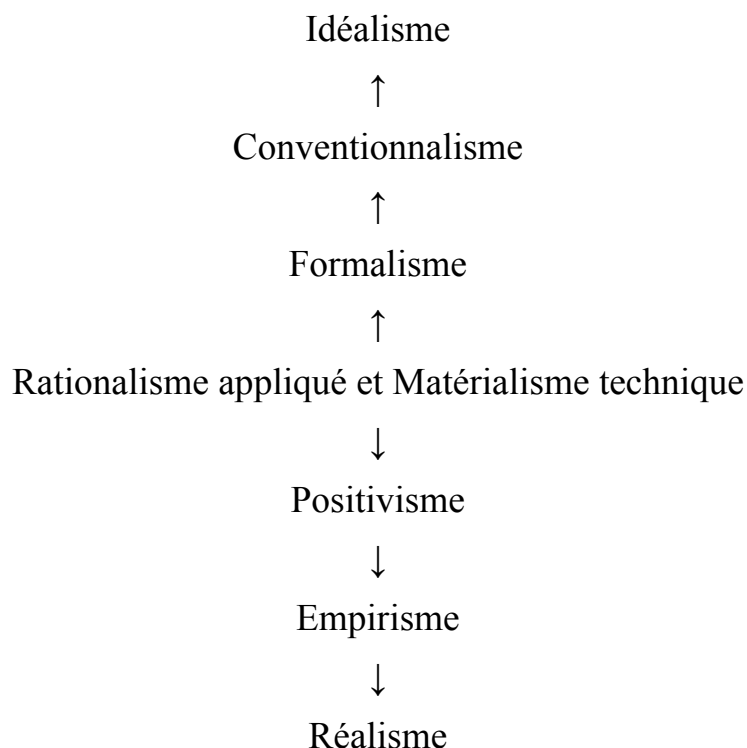 Idéalisme
↑
Conventionnalisme
↑
Formalisme
↑
Rationalisme appliqué et Matérialisme technique
↓
Positivisme
↓
Empirisme
↓
Réalisme